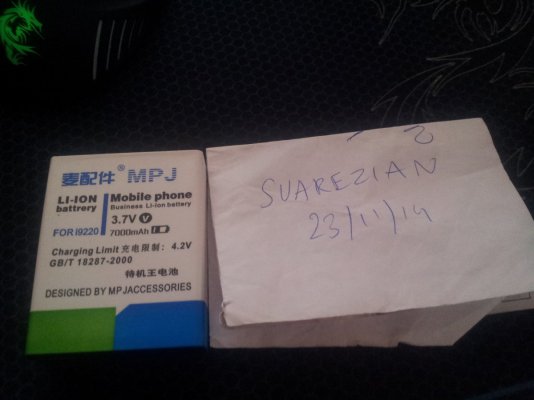 麦配件® MPJ
LI-ION
bartrery
Mobile phone
Business Li-ion battery
3.7V V
7000mAh
FOR i9220
Charging Limit 充电限制: 4.2V
GB/T 18287-2000
待机王电池
DESIGNED BY MPJACCESSORIES
SUAREZIAN
23/11/14